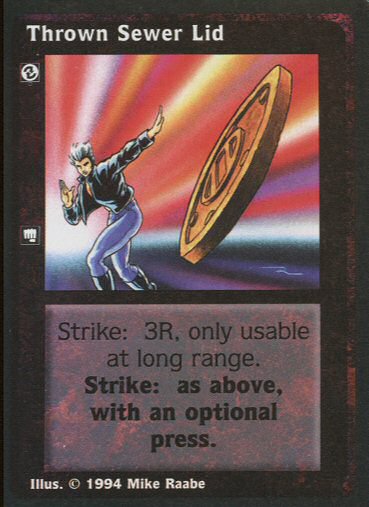 Thrown Sewer Lid
Strike: 3R, only usable
at long range.
Strike: as above,
with an optional
press.
Illus. © 1994 Mike Raabe